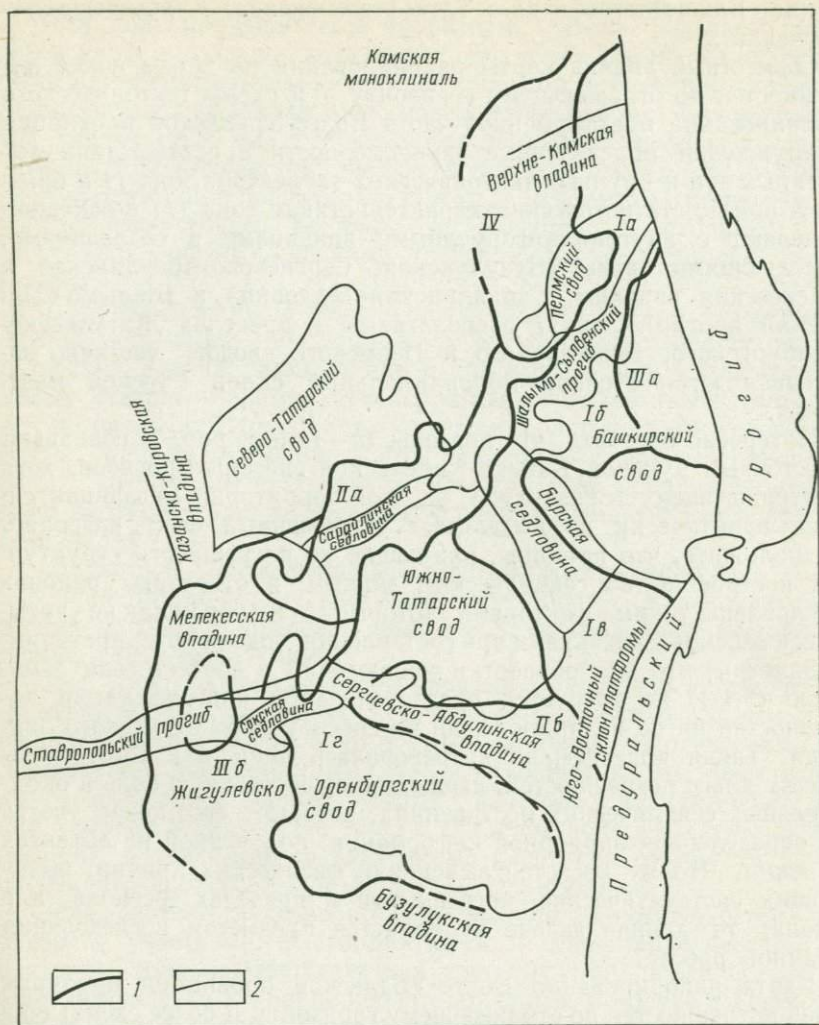 Камская
моноклиналь
Верхне-Камская
впадина
IV
Iа
Пермский
свод
Шалымо-Сылвенский
прогиб
IIIа
Iб
Башкирский
свод
Северо-Татарский
свод
Казанско-Кировская
впадина
IIа
Сарайлинская
седловина
Бирская
седловина
Южно-
Татарский
свод
Мелекесская
впадина
Iв
Сергиевско-Абдулинская
впадина
IIб
Юго-Восточный
склон платформы
Предуральский
прогиб
Ставропольский прогиб
Сокская
седловина
Iг
IIIб
Жигулевско-Оренбургский
свод
Бузулукская
впадина
1
2